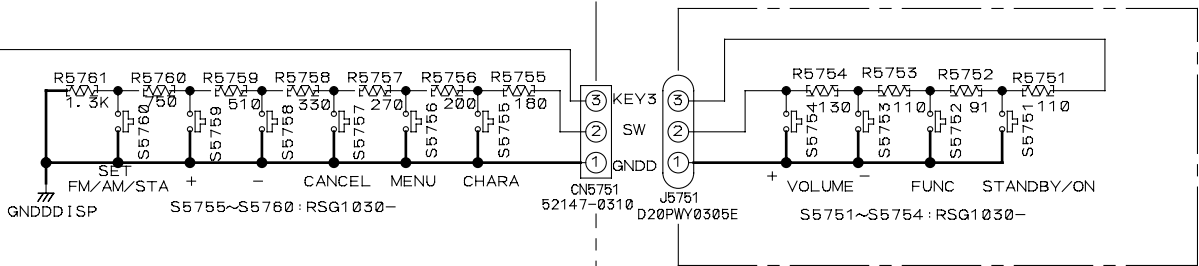 R5761 R5760 R5759 R5758 R5757 R5756 R5755
1.3K 750 510 330 270 200 180
S5760 S5759 S5758 S5757 S5756 S5755
SET
FM/AM/STA + - CANCEL MENU CHARA
GNDDDISP
S5755~S5760:RSG1030-
3 KEY3 3
2 SW 2
1 GNDD 1
CN5751
52147-0310
J5751
D20PWY0305E
R5754 R5753 R5752 R5751
130 110 91 110
S5754 S5753 S5752 S5751
+ VOLUME - FUNC STANDBY/ON
S5751~S5754:RSG1030-